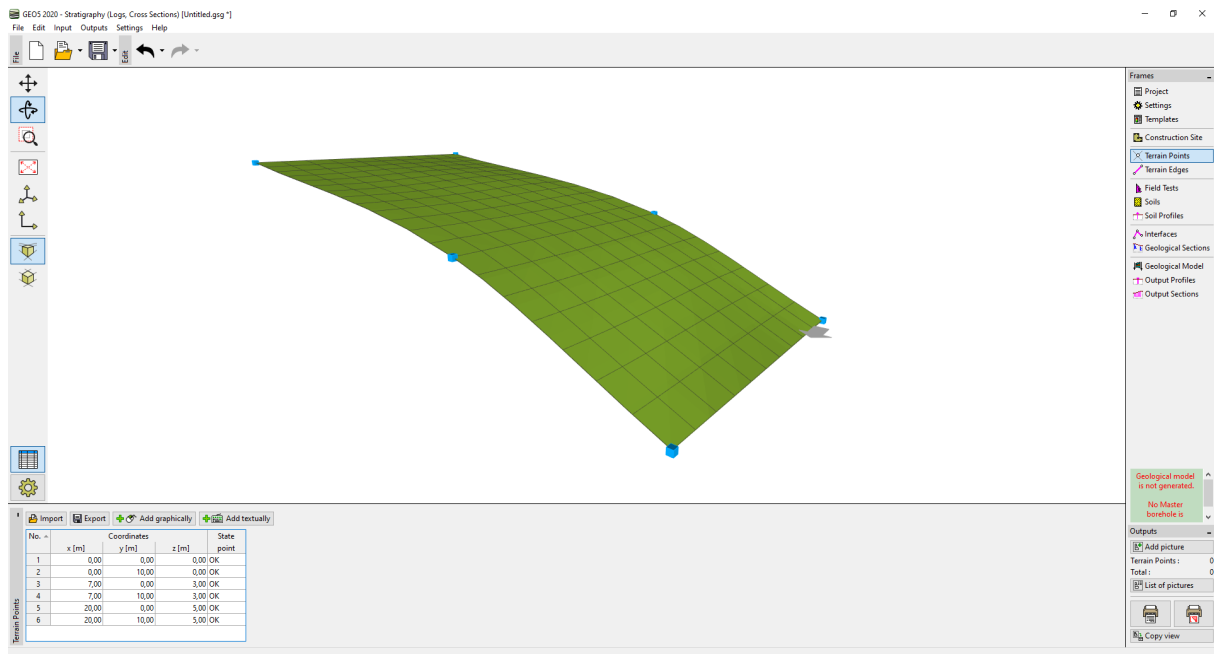 GEO5 2020 - Stratigraphy (Logs, Cross Sections) [Untitled.gsg *]
File Edit Input Outputs Settings Help
File
Edit
Frames
Project
Settings
Templates
Construction Site
Terrain Points
Terrain Edges
Field Tests
Soils
Soil Profiles
Interfaces
Geological Sections
Geological Model
Output Profiles
Output Sections
Geological model
is not generated.
No Master
borehole is
Outputs
Add picture
Terrain Points : 0
Total : 0
List of pictures
Copy view
Terrain Points
Import Export Add graphically Add textually
No. Coordinates State
x [m] y [m] z [m] point
1 0,00 0,00 0,00 OK
2 0,00 10,00 0,00 OK
3 7,00 0,00 3,00 OK
4 7,00 10,00 3,00 OK
5 20,00 0,00 5,00 OK
6 20,00 10,00 5,00 OK